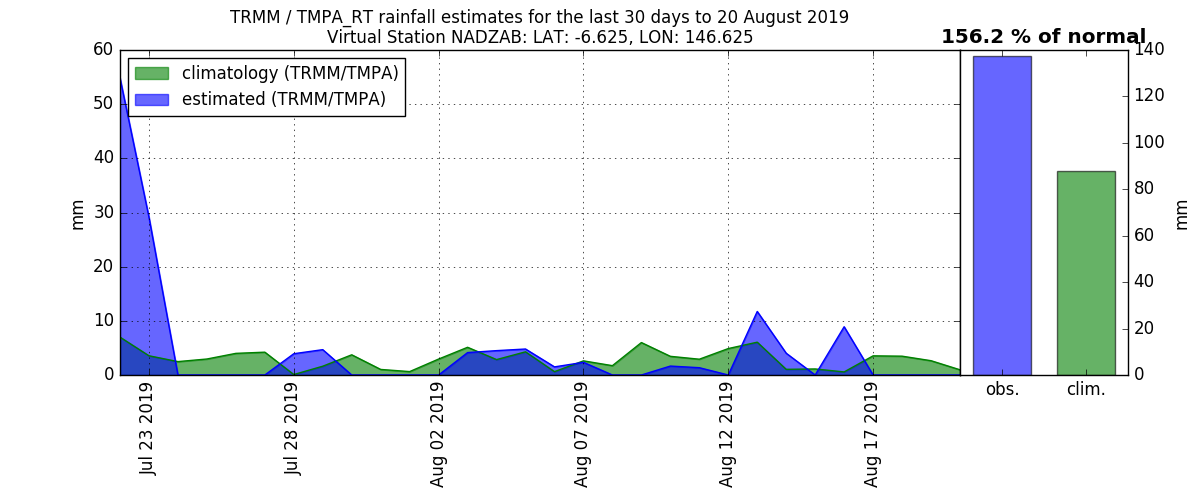 TRMM / TMPA_RT rainfall estimates for the last 30 days to 20 August 2019
Virtual Station NADZAB: LAT: -6.625, LON: 146.625
156.2 % of normal
climatology (TRMM/TMPA)
estimated (TRMM/TMPA)
60
50
40
30
20
10
0
mm
Jul 23 2019
Jul 28 2019
Aug 02 2019
Aug 07 2019
Aug 12 2019
Aug 17 2019
140
120
100
80
60
40
20
0
mm
obs.
clim.